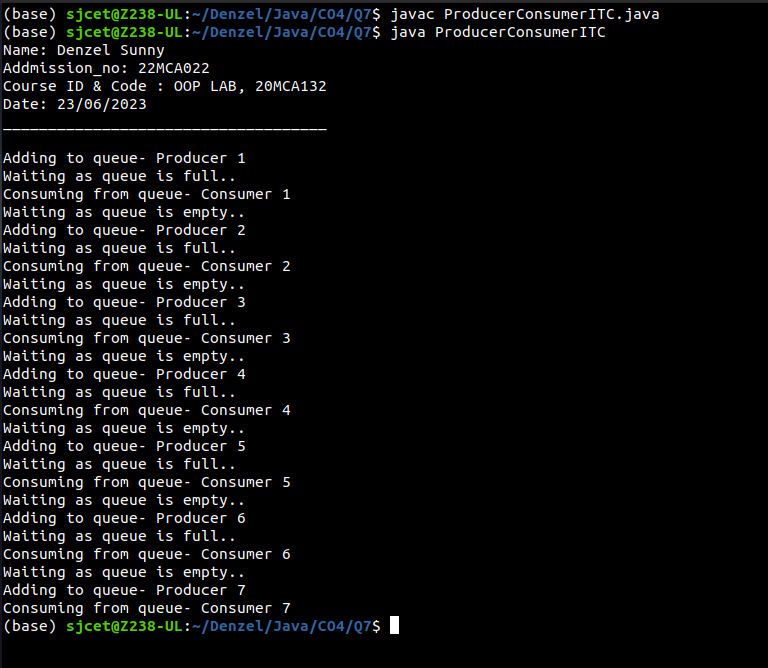 (base) sjcet@Z238-UL:~/Denzel/Java/CO4/Q7$ javac ProducerConsumerITC.java
(base) sjcet@Z238-UL:~/Denzel/Java/CO4/Q7$ java ProducerConsumerITC
Name: Denzel Sunny
Addmission_no: 22MCA022
Course ID & Code : OOP LAB, 20MCA132
Date: 23/06/2023
____________________________________
Adding to queue- Producer 1
Waiting as queue is full..
Consuming from queue- Consumer 1
Waiting as queue is empty..
Adding to queue- Producer 2
Waiting as queue is full..
Consuming from queue- Consumer 2
Waiting as queue is empty..
Adding to queue- Producer 3
Waiting as queue is full..
Consuming from queue- Consumer 3
Waiting as queue is empty..
Adding to queue- Producer 4
Waiting as queue is full..
Consuming from queue- Consumer 4
Waiting as queue is empty..
Adding to queue- Producer 5
Waiting as queue is full..
Consuming from queue- Consumer 5
Waiting as queue is empty..
Adding to queue- Producer 6
Waiting as queue is full..
Consuming from queue- Consumer 6
Waiting as queue is empty..
Adding to queue- Producer 7
Consuming from queue- Consumer 7
(base) sjcet@Z238-UL:~/Denzel/Java/CO4/Q7$